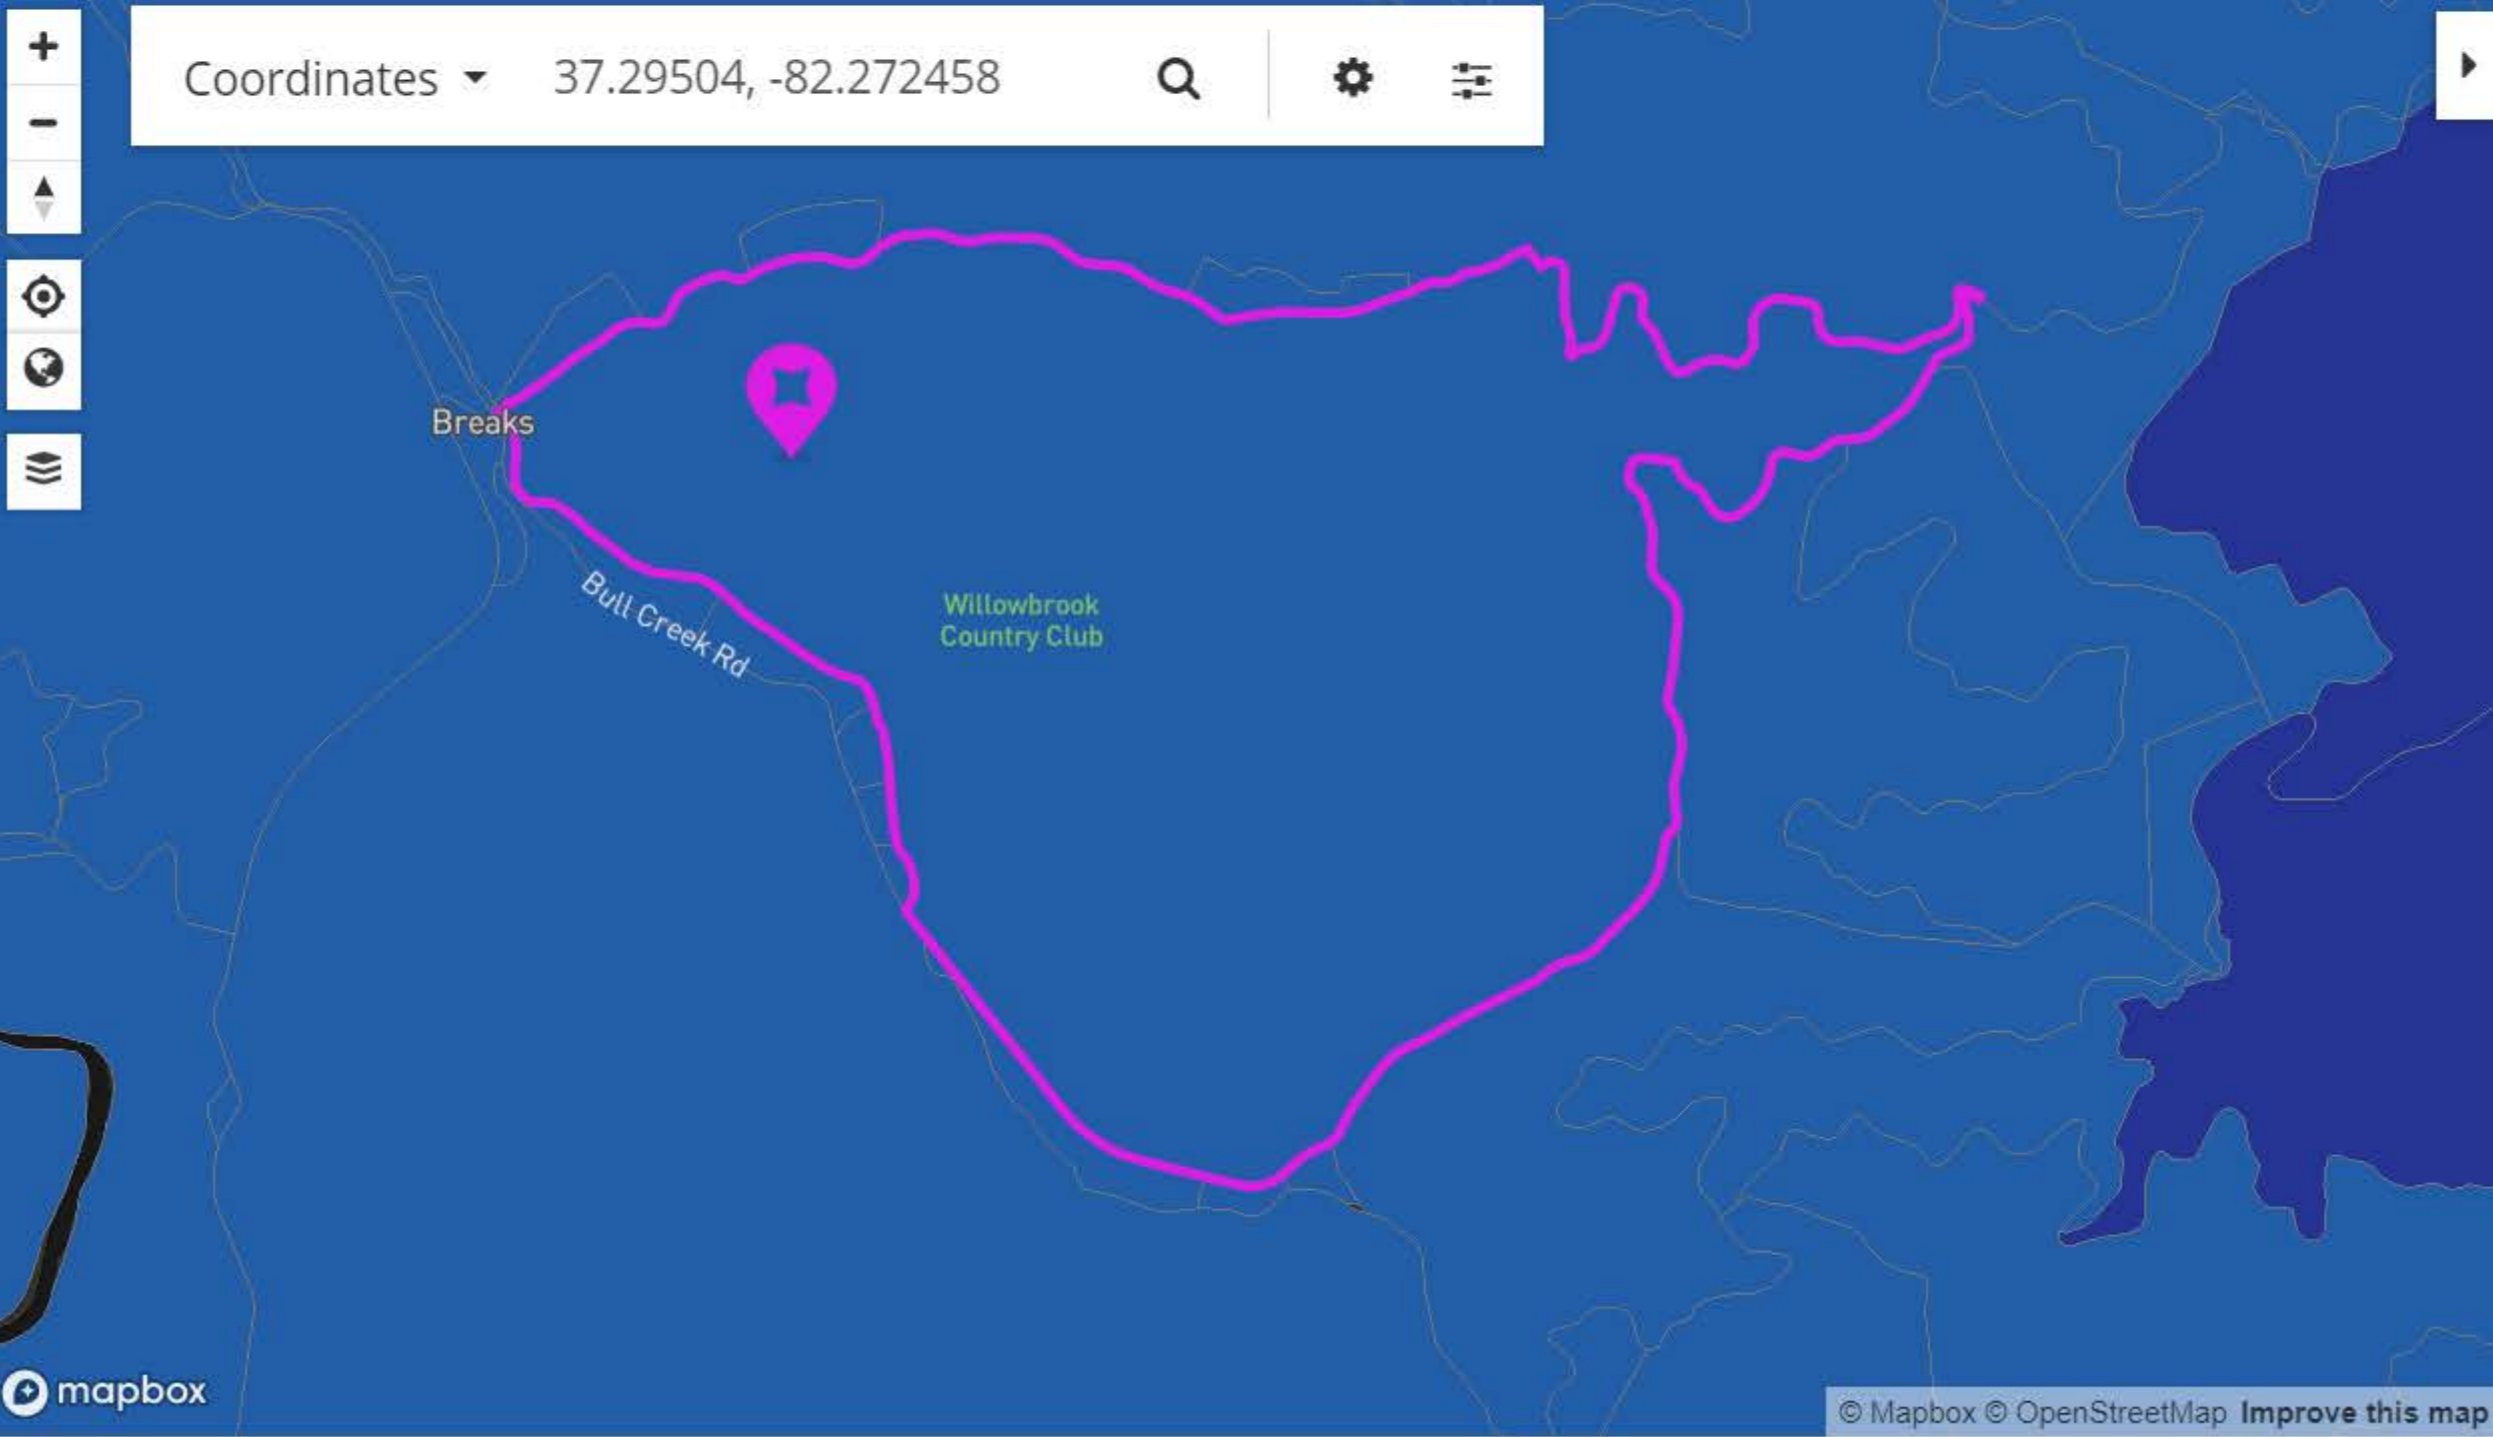 Coordinates 37.29504, -82.272458
Breaks
Bull Creek Rd
Willowbrook
Country Club
mapbox
© Mapbox © OpenStreetMap Improve this map